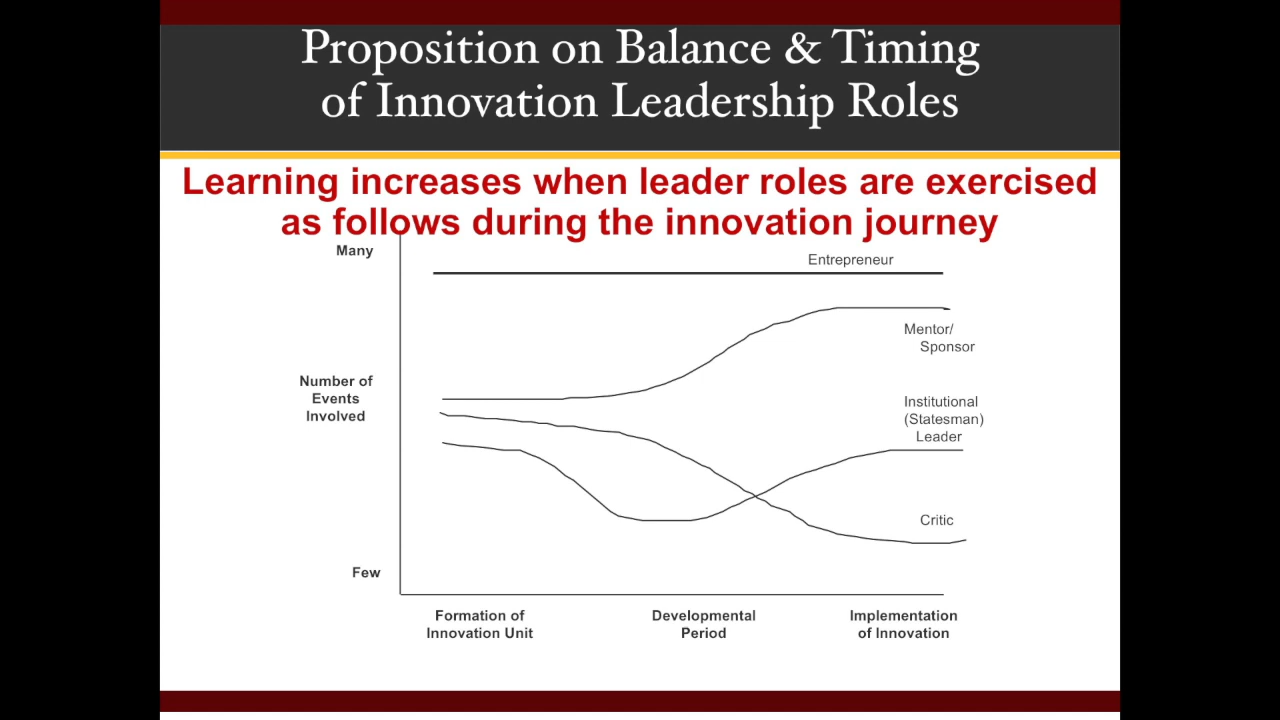 Proposition on Balance & Timing
of Innovation Leadership Roles
Learning increases when leader roles are exercised
as follows during the innovation journey
Many
Entrepreneur
Mentor/
Sponsor
Number of
Events
Involved
Institutional
(Statesman)
Leader
Critic
Few
Formation of
Innovation Unit
Developmental
Period
Implementation
of Innovation